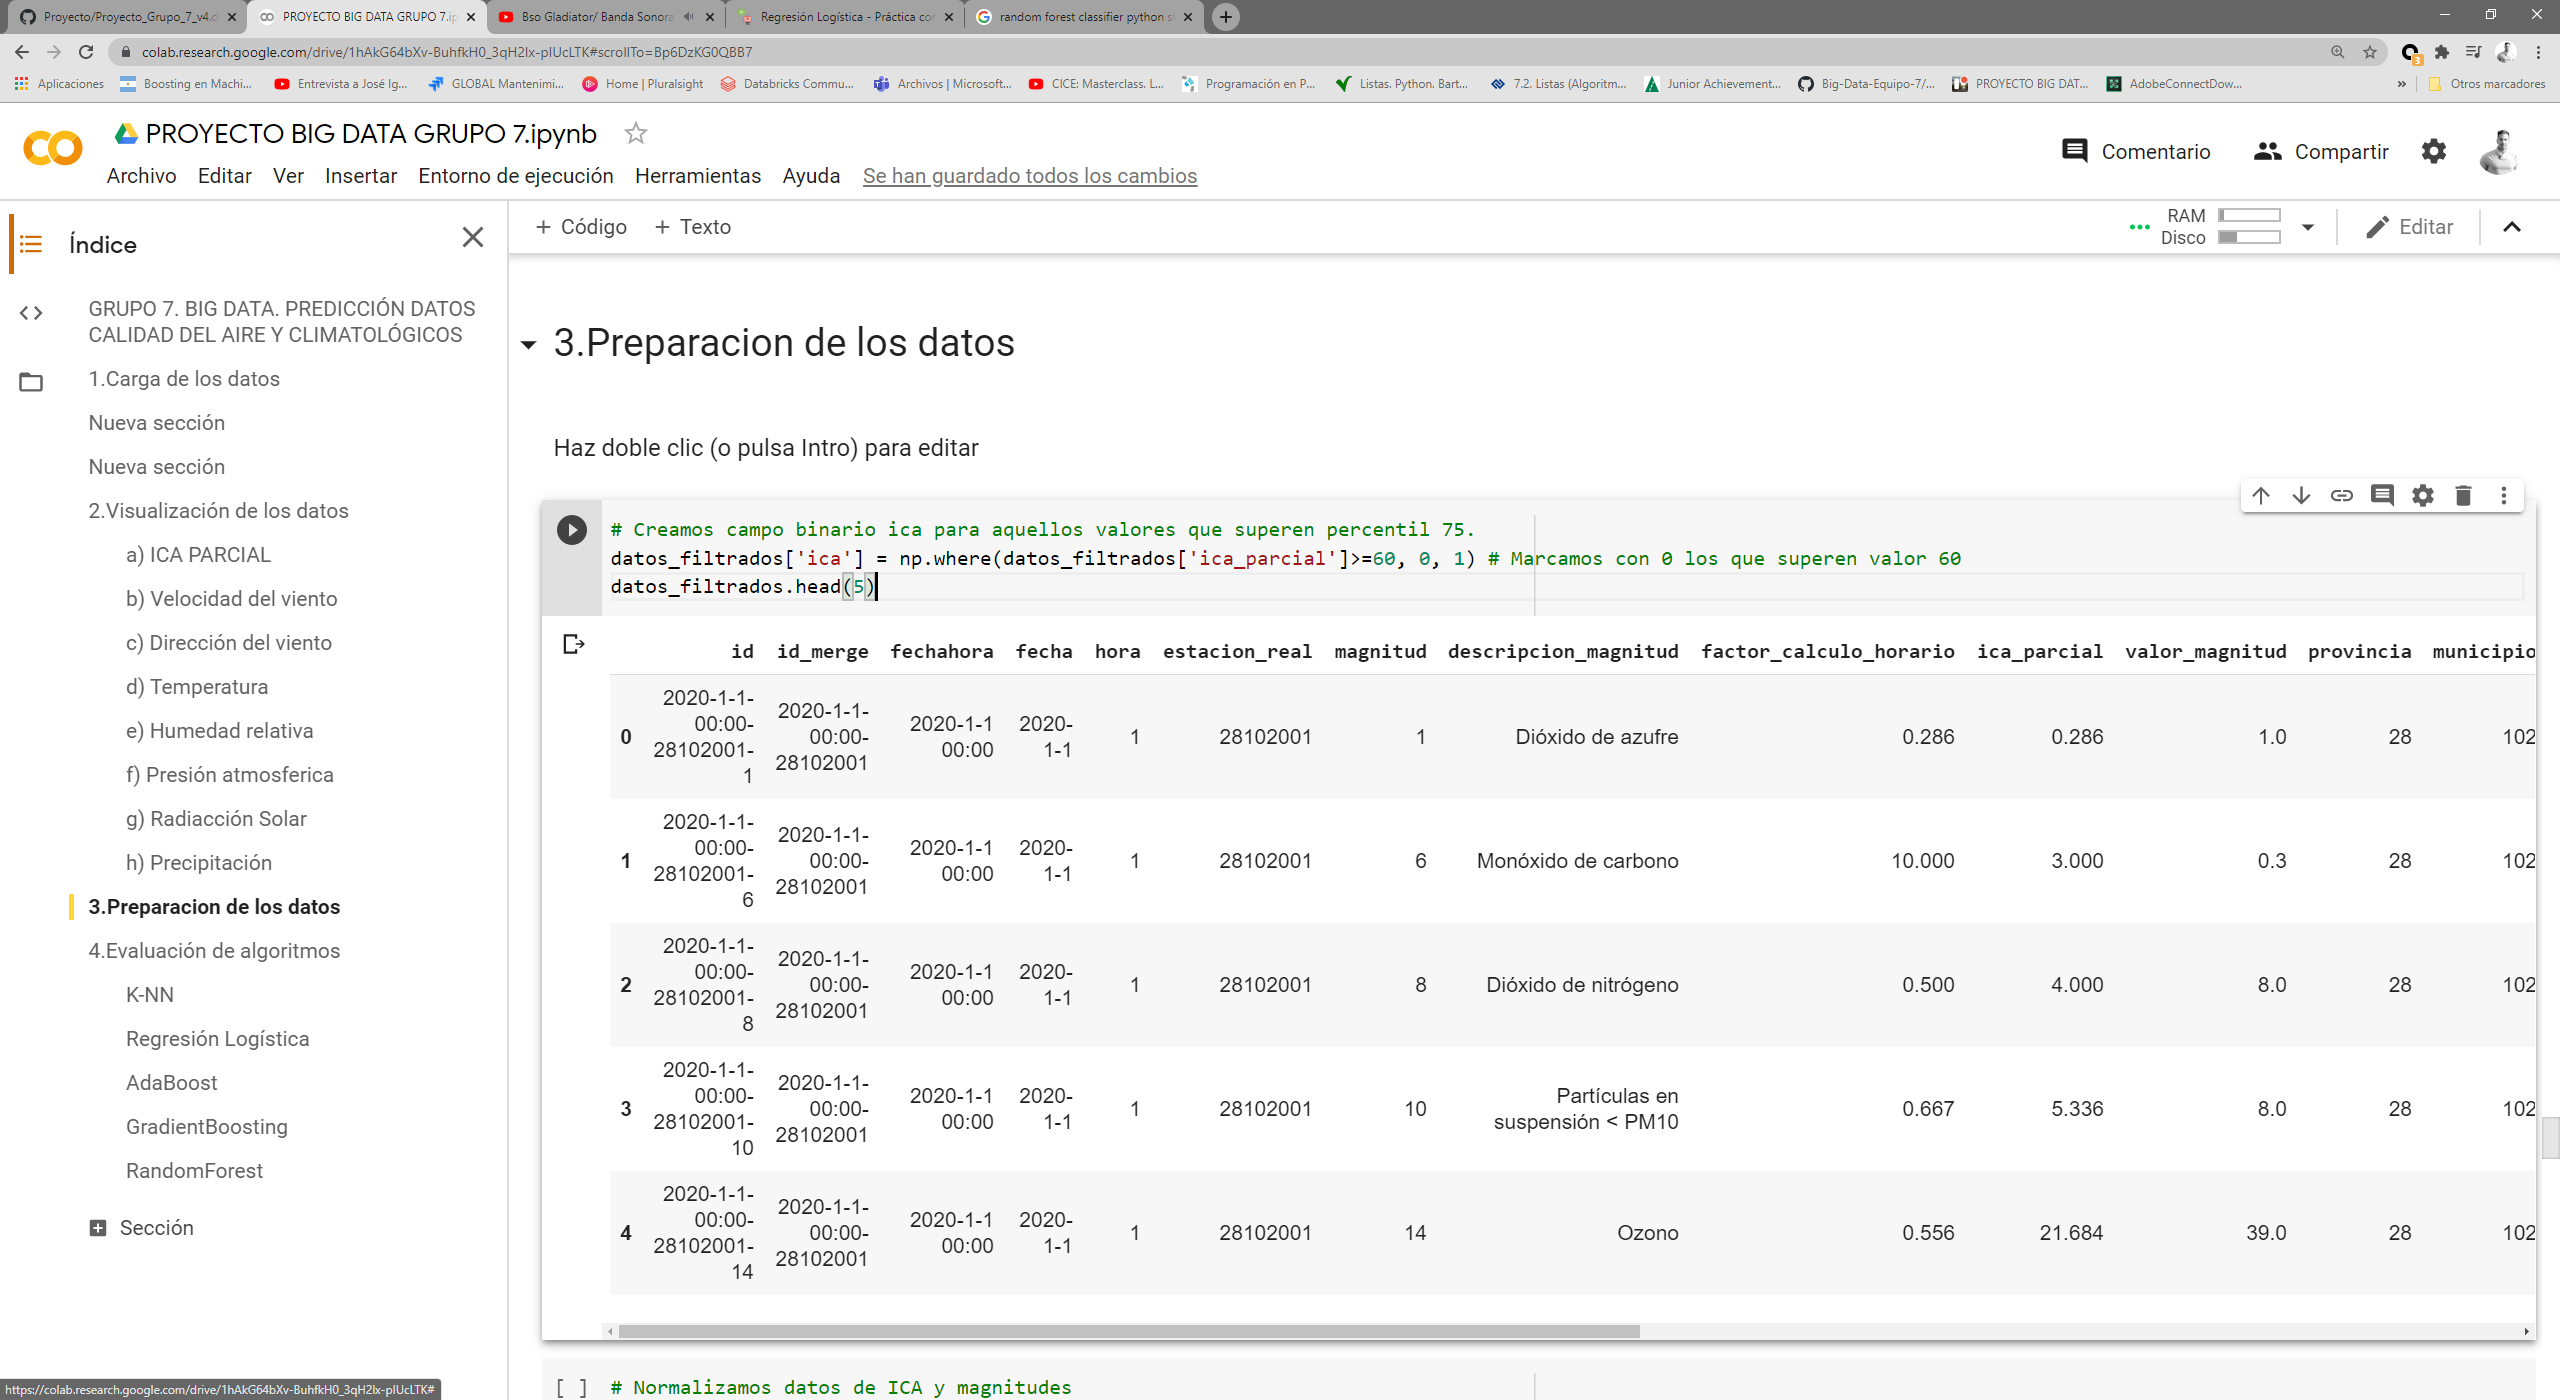 Proyecto/Proyecto_Grupo_7_v4.d
PROYECTO BIG DATA GRUPO 7.ip
Bso Gladiator/ Banda Sonora
Regresión Logística - Práctica co
random forest classifier python s
colab.research.google.com/drive/1hAkG64bXv-BuhfkH0_3qH2Ix-pIUcLTK#scrollTo=Bp6DzKG0QBB7
3
Aplicaciones
Boosting en Machi...
Entrevista a José Ig...
GLOBAL Mantenimi...
Home | Pluralsight
Databricks Commu...
Archivos | Microsoft...
CICE: Masterclass. L...
Programación en P...
Listas. Python. Bart...
7.2. Listas (Algoritm...
Junior Achievement...
Big-Data-Equipo-7/...
PROYECTO BIG DAT...
AdobeConnectDow...
»
Otros marcadores
PROYECTO BIG DATA GRUPO 7.ipynb
Comentario
Compartir
Archivo Editar Ver Insertar Entorno de ejecución Herramientas Ayuda Se han guardado todos los cambios
Índice
+ Código + Texto
RAM
Disco
Editar
GRUPO 7. BIG DATA. PREDICCIÓN DATOS
CALIDAD DEL AIRE Y CLIMATOLÓGICOS
1.Carga de los datos
Nueva sección
Nueva sección
2.Visualización de los datos
a) ICA PARCIAL
b) Velocidad del viento
c) Dirección del viento
d) Temperatura
e) Humedad relativa
f) Presión atmosferica
g) Radiacción Solar
h) Precipitación
3.Preparacion de los datos
4.Evaluación de algoritmos
K-NN
Regresión Logística
AdaBoost
GradientBoosting
RandomForest
Sección
3.Preparacion de los datos
Haz doble clic (o pulsa Intro) para editar
# Creamos campo binario ica para aquellos valores que superen percentil 75.
datos_filtrados['ica'] = np.where(datos_filtrados['ica_parcial']>=60, 0, 1) # Marcamos con 0 los que superen valor 60
datos_filtrados.head(5)
id id_merge fechahora fecha hora estacion_real magnitud descripcion_magnitud factor_calculo_horario ica_parcial valor_magnitud provincia municipio
0 2020-1-1-00:00-28102001-1 2020-1-1-00:00-28102001 2020-1-1 00:00 2020-1-1 1 28102001 1 Dióxido de azufre 0.286 0.286 1.0 28 102
1 2020-1-1-00:00-28102001-6 2020-1-1-00:00-28102001 2020-1-1 00:00 2020-1-1 1 28102001 6 Monóxido de carbono 10.000 3.000 0.3 28 102
2 2020-1-1-00:00-28102001-8 2020-1-1-00:00-28102001 2020-1-1 00:00 2020-1-1 1 28102001 8 Dióxido de nitrógeno 0.500 4.000 8.0 28 102
3 2020-1-1-00:00-28102001-10 2020-1-1-00:00-28102001 2020-1-1 00:00 2020-1-1 1 28102001 10 Partículas en suspensión < PM10 0.667 5.336 8.0 28 102
4 2020-1-1-00:00-28102001-14 2020-1-1-00:00-28102001 2020-1-1 00:00 2020-1-1 1 28102001 14 Ozono 0.556 21.684 39.0 28 102
[ ] # Normalizamos datos de ICA y magnitudes
https://colab.research.google.com/drive/1hAkG64bXv-BuhfkH0_3qH2Ix-pIUcLTK#